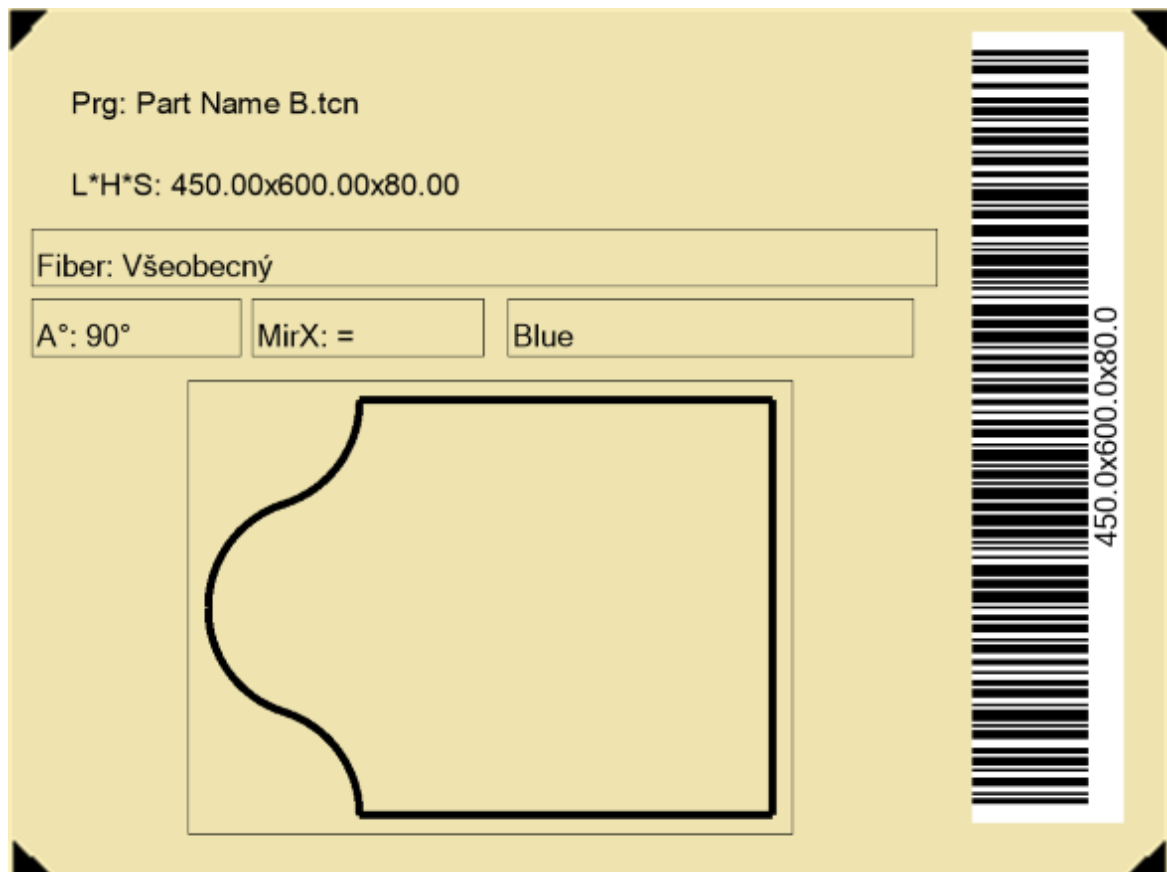 Prg: Part Name B.tcn
L*H*S: 450.00x600.00x80.00
Fiber: Všeobecný
A°: 90°
MirX: =
Blue
450.0x600.0x80.0